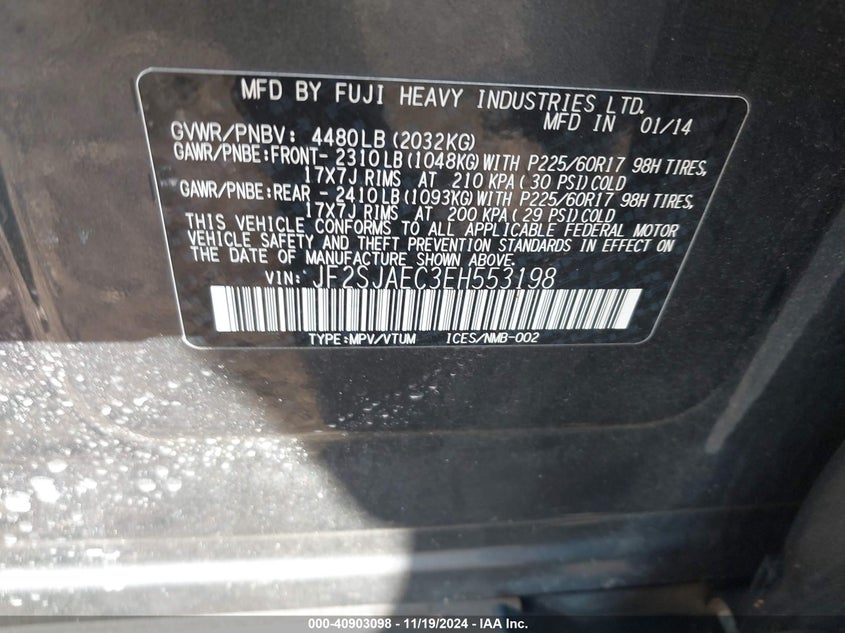 MFD BY FUJI HEAVY INDUSTRIES LTD.
MFD IN 01/14
GVWR/PNBV: 4480LB(2032KG)
GAWR/PNBE:FRONT- 2310LB(1048KG)WITH P225/60R17 98H TIRES,
17X7J RIMS AT 210 KPA( 30 PSI)COLD
GAWR/PNBE:REAR - 2410LB(1093KG)WITH P225/60R17 98H TIRES,
17X7J RIMS AT 200 KPA( 29 PSI)COLD
THIS VEHICLE CONFORMS TO ALL APPLICABLE FEDERAL MOTOR
VEHICLE SAFETY AND THEFT PREVENTION STANDARDS IN EFFECT ON
THE DATE OF MANUFACTURE SHOWN ABOVE.
VIN: JF2SJAEC3EH553198
TYPE:MPV/VTUM ICES/NMB-002
000-40903098 - 11/19/2024 - IAA Inc.